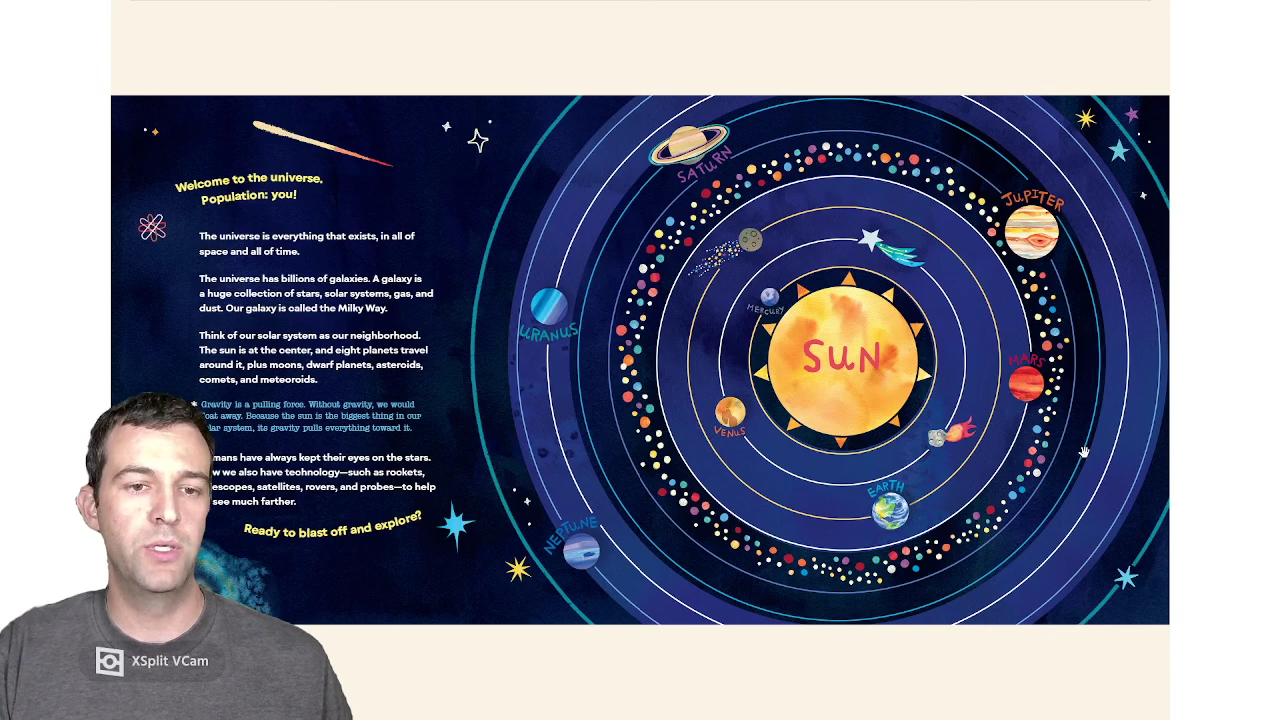 Welcome to the universe.
Population: you!
The universe is everything that exists, in all of
space and all of time.
The universe has billions of galaxies. A galaxy is
a huge collection of stars, solar systems, gas, and
dust. Our galaxy is called the Milky Way.
Think of our solar system as our neighborhood.
The sun is at the center, and eight planets travel
around it, plus moons, dwarf planets, asteroids,
comets, and meteoroids.
* Gravity is a pulling force. Without gravity, we would
away. Because the sun is the biggest thing in our
system, its gravity pulls everything toward it.
have always kept their eyes on the stars.
we also have technology—such as rockets,
satellites, rovers, and probes—to help
see much farther.
Ready to blast off and explore?
SATURN
JUPITER
URANUS
MERCURY
SUN
MARS
VENUS
EARTH
NEPTUNE
XSplit VCam